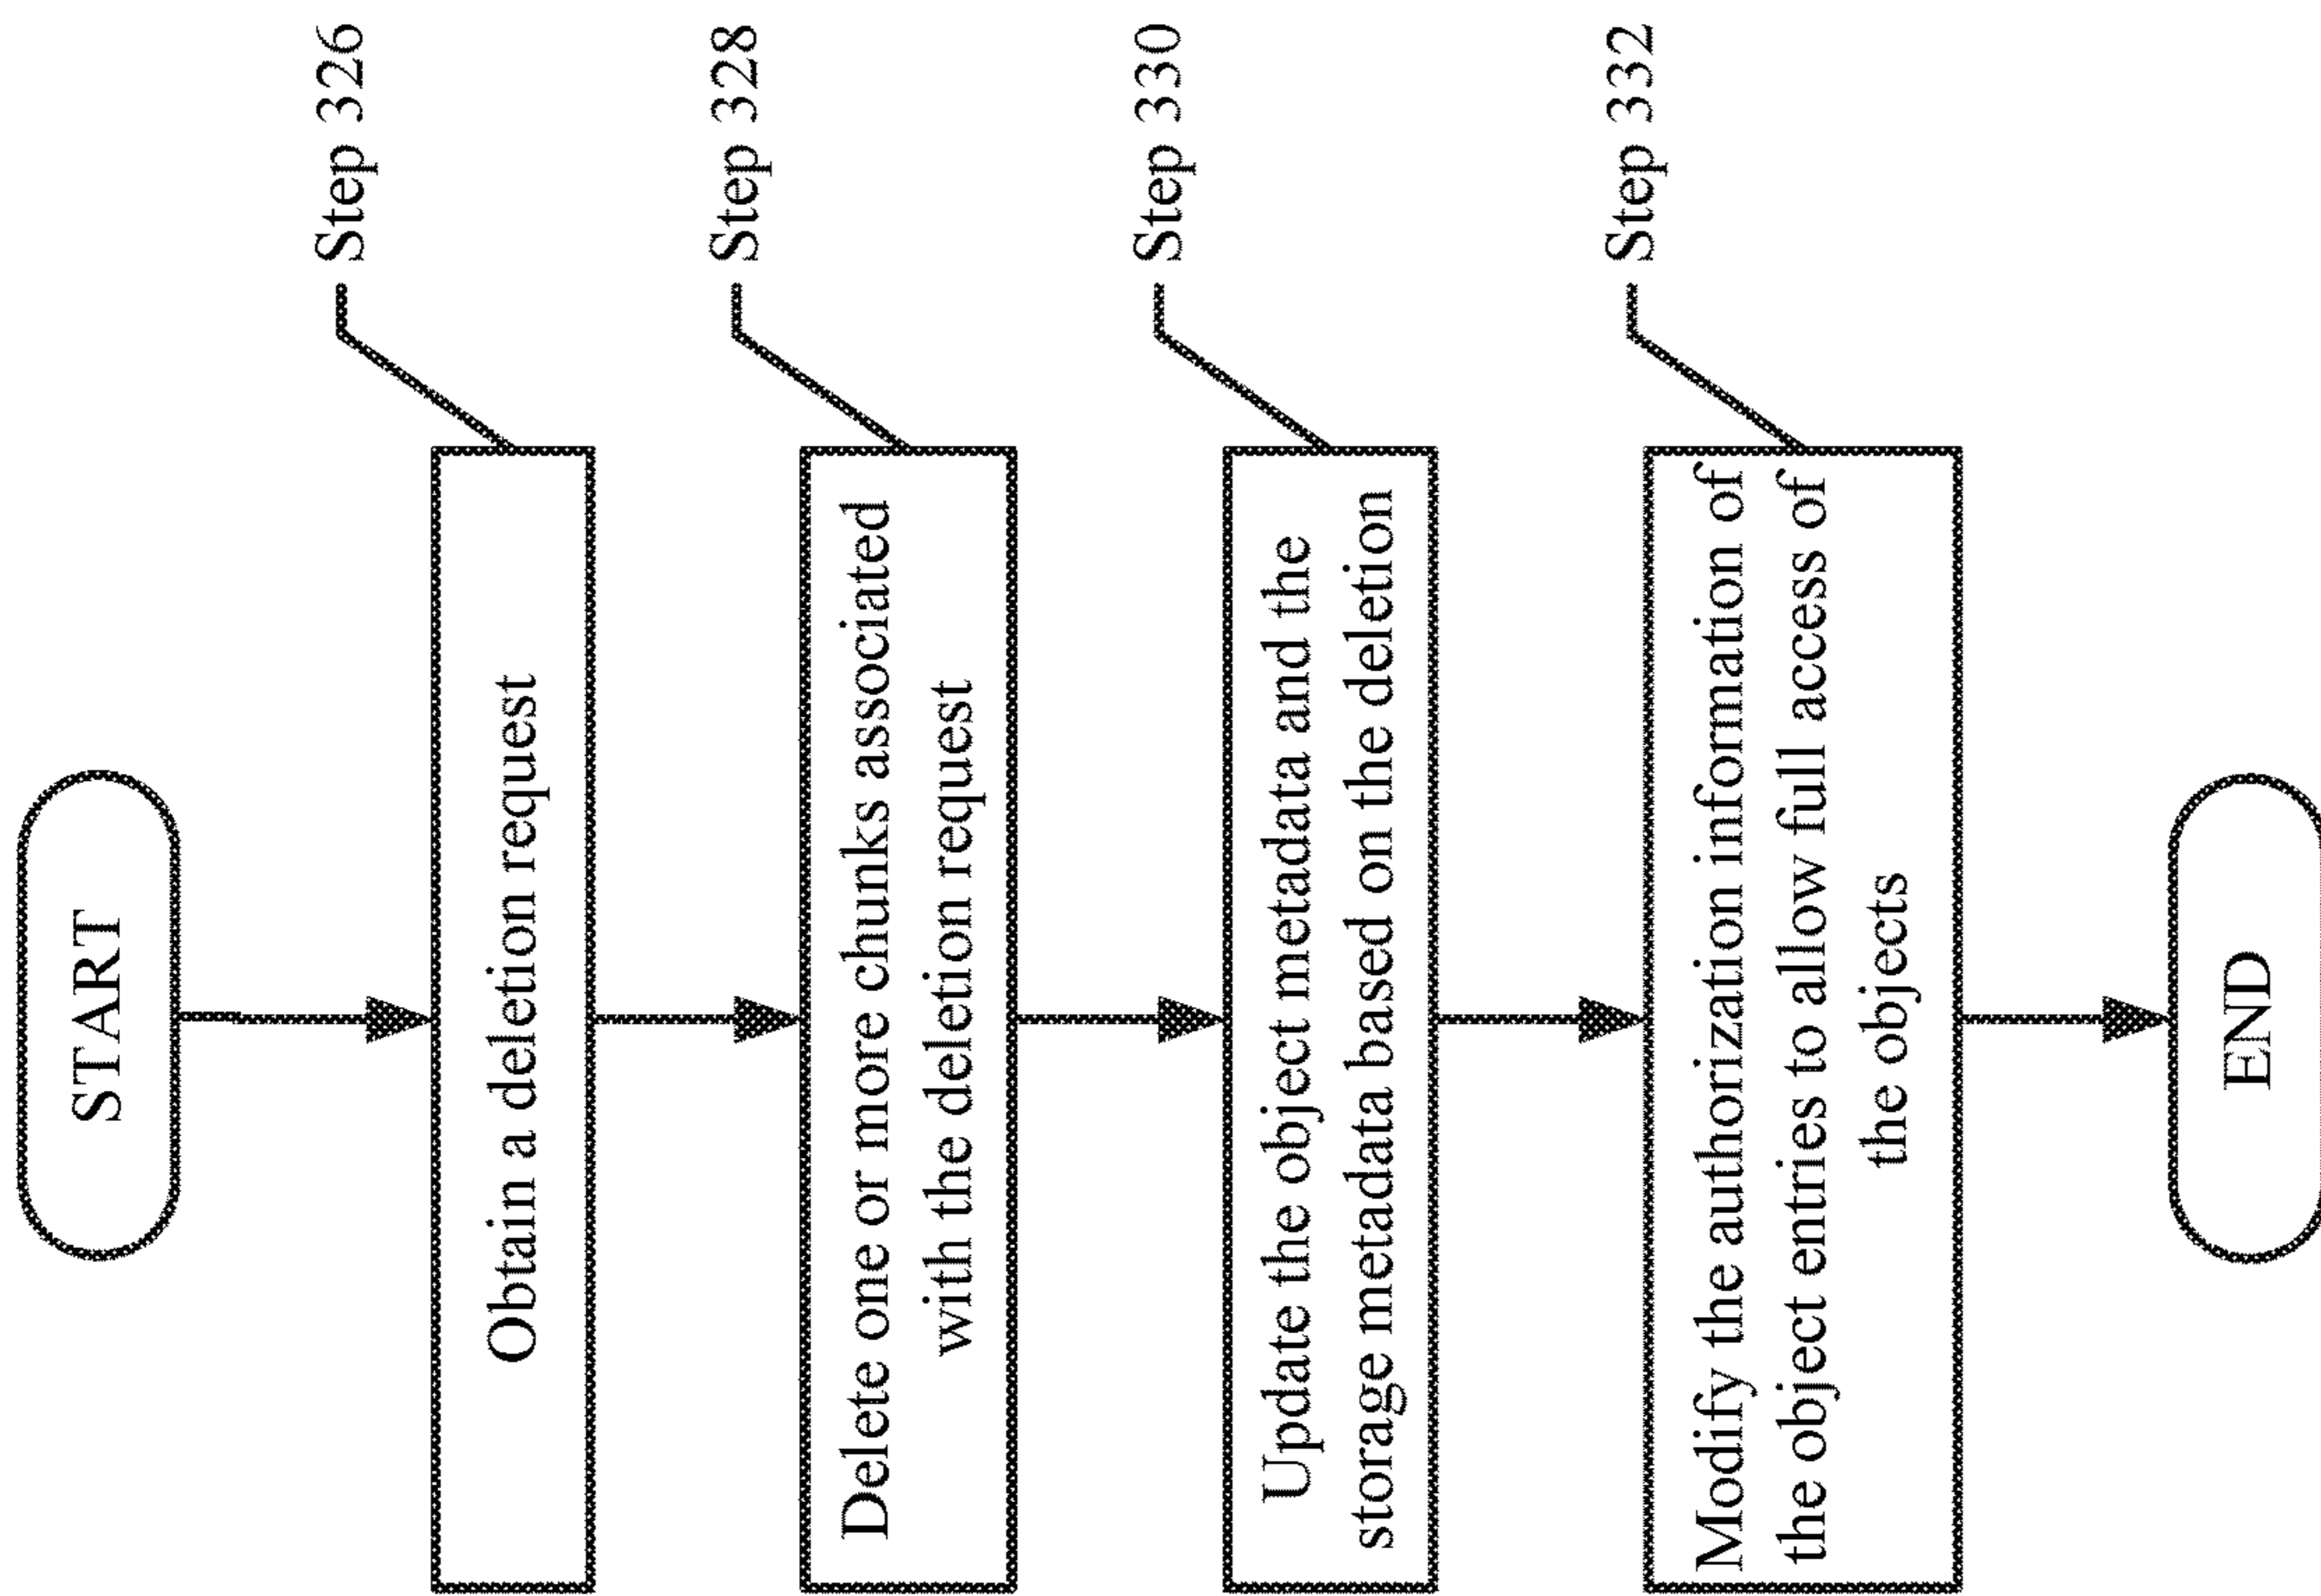 START
Step 326
Obtain a deletion request
Step 328
Delete one or more chunks associated
with the deletion request
Step 330
Update the object metadata and the
storage metadata based on the deletion
Step 332
Modify the authorization information of
the object entries to allow full access of
the objects
END